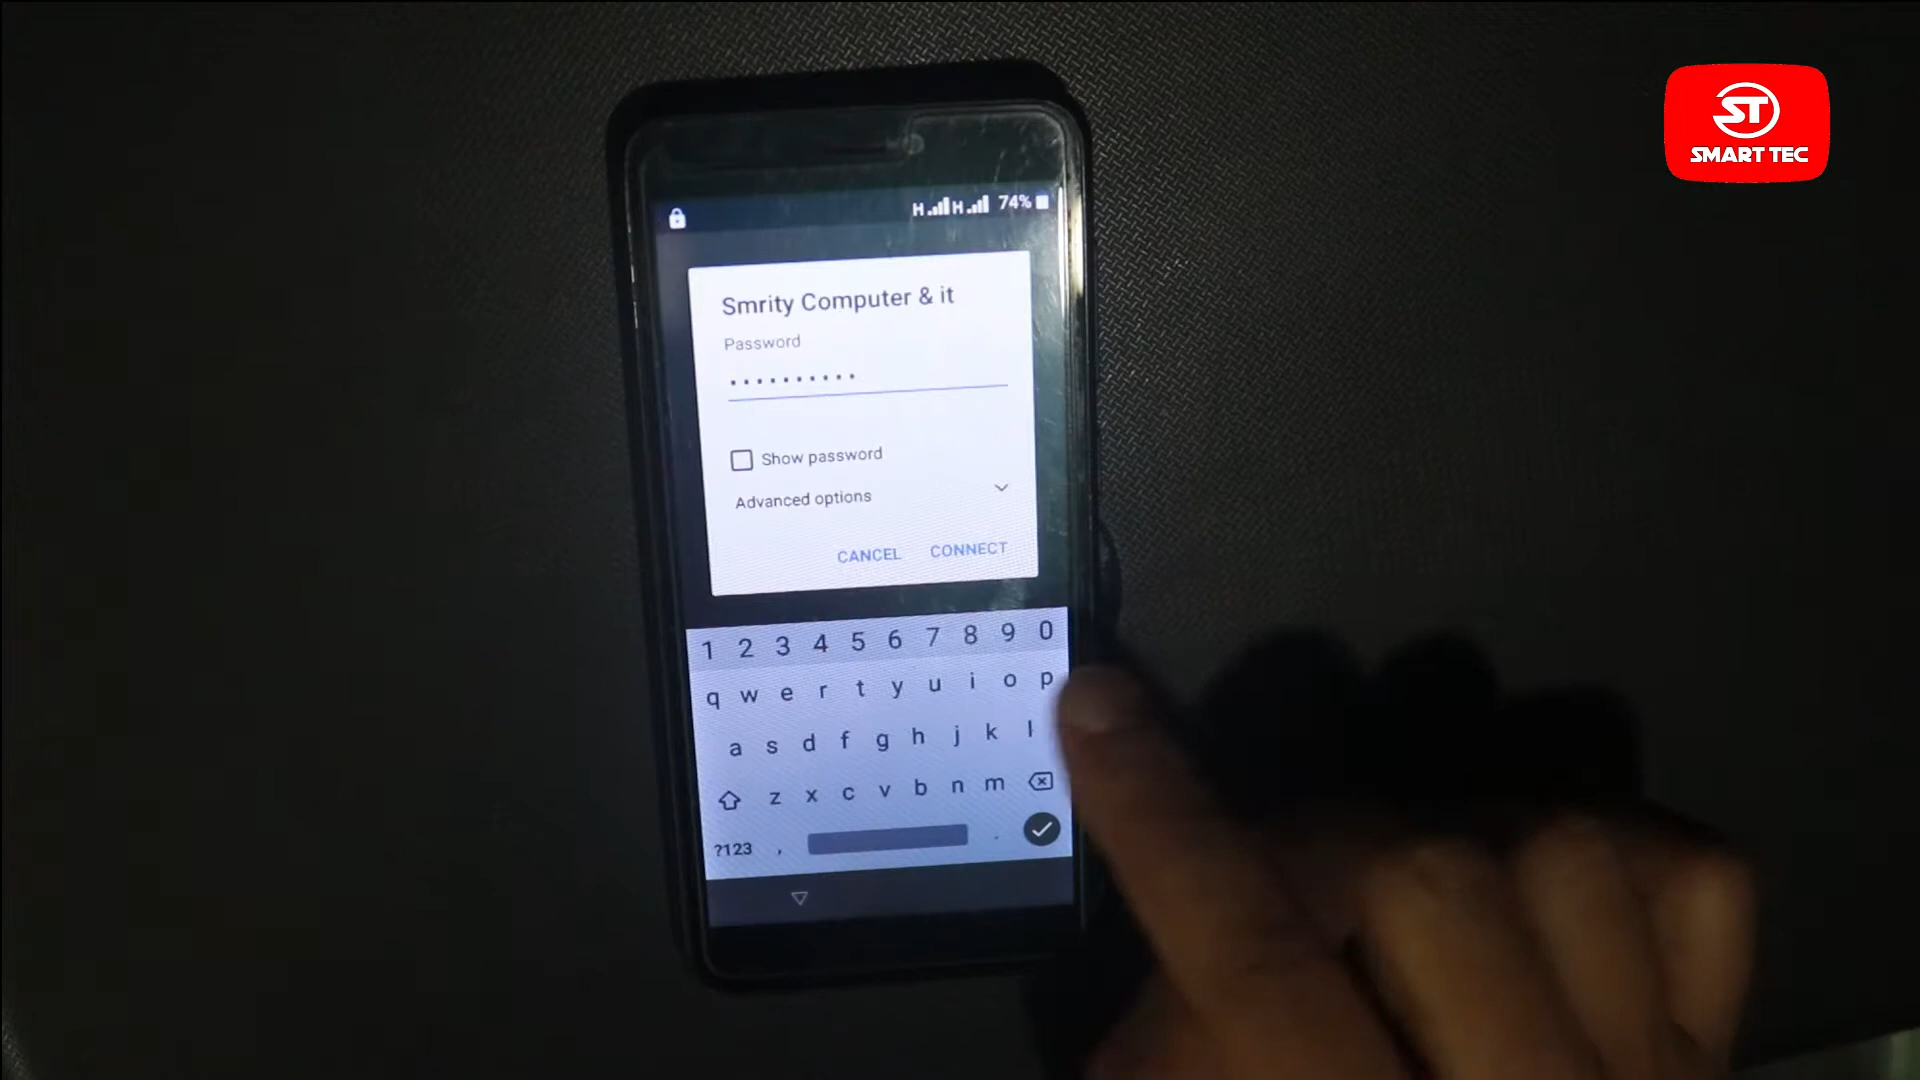 ST
SMART TEC
H H 74%
Smrity Computer & it
Password
..........
Show password
Advanced options
CANCEL CONNECT
1 2 3 4 5 6 7 8 9 0
q w e r t y u i o p
a s d f g h j k l
z x c v b n m
?123 , .